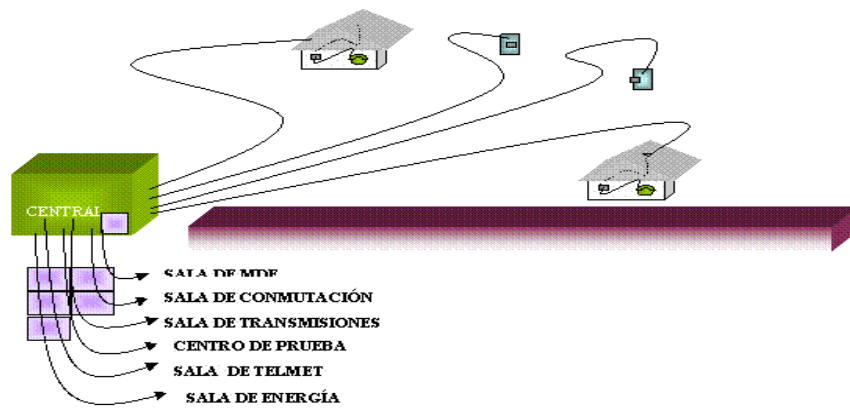 CENTRAL
SALA DE MDF
SALA DE CONMUTACIÓN
SALA DE TRANSMISIONES
CENTRO DE PRUEBA
SALA DE TELMET
SALA DE ENERGÍA